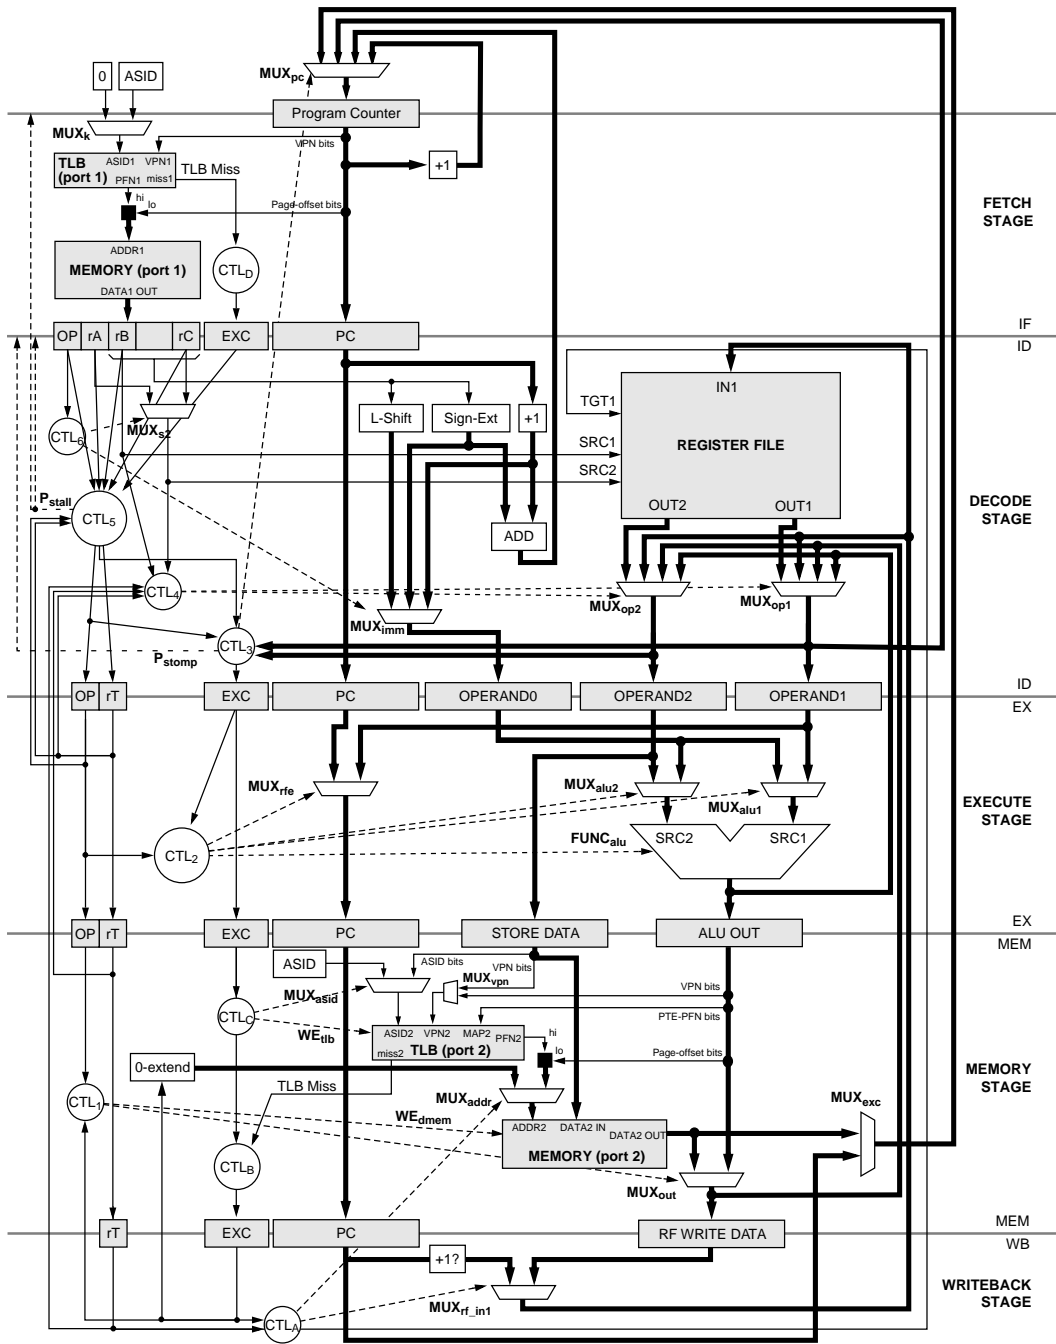 MUXpc
0 ASID
Program Counter
MUXk
VPN bits
TLB
(port 1)
ASID1 VPN1
PFN1 miss1
TLB Miss
+1
hi
lo
Page-offset bits
FETCH
STAGE
ADDR1
MEMORY (port 1)
DATA1 OUT
CTLD
OP rA rB rC EXC PC
IF
ID
IN1
TGT1
L-Shift Sign-Ext +1
CTL6
MUXs2
SRC1
REGISTER FILE
SRC2
Pstall
OUT2 OUT1
CTL5
ADD
DECODE
STAGE
CTL4
MUXop2
MUXop1
MUXimm
CTL3
Pstomp
OP rT EXC PC OPERAND0 OPERAND2 OPERAND1
ID
EX
MUXrfe
MUXalu2
MUXalu1
EXECUTE
STAGE
FUNCalu
SRC2 SRC1
CTL2
OP rT EXC PC STORE DATA ALU OUT
EX
MEM
ASID
ASID bits
VPN bits
MUXvpn
VPN bits
MUXasid
CTLC
PTE-PFN bits
WEtlb
ASID2 VPN2 MAP2 PFN2
miss2
TLB (port 2)
hi
lo
Page-offset bits
0-extend
TLB Miss
MUXaddr
MEMORY
STAGE
MUXexc
CTL1
WEdmem
ADDR2 DATA2 IN DATA2 OUT
MEMORY (port 2)
CTLB
MUXout
rT EXC PC RF WRITE DATA
MEM
WB
+1?
MUXrf_in1
WRITEBACK
STAGE
CTLA